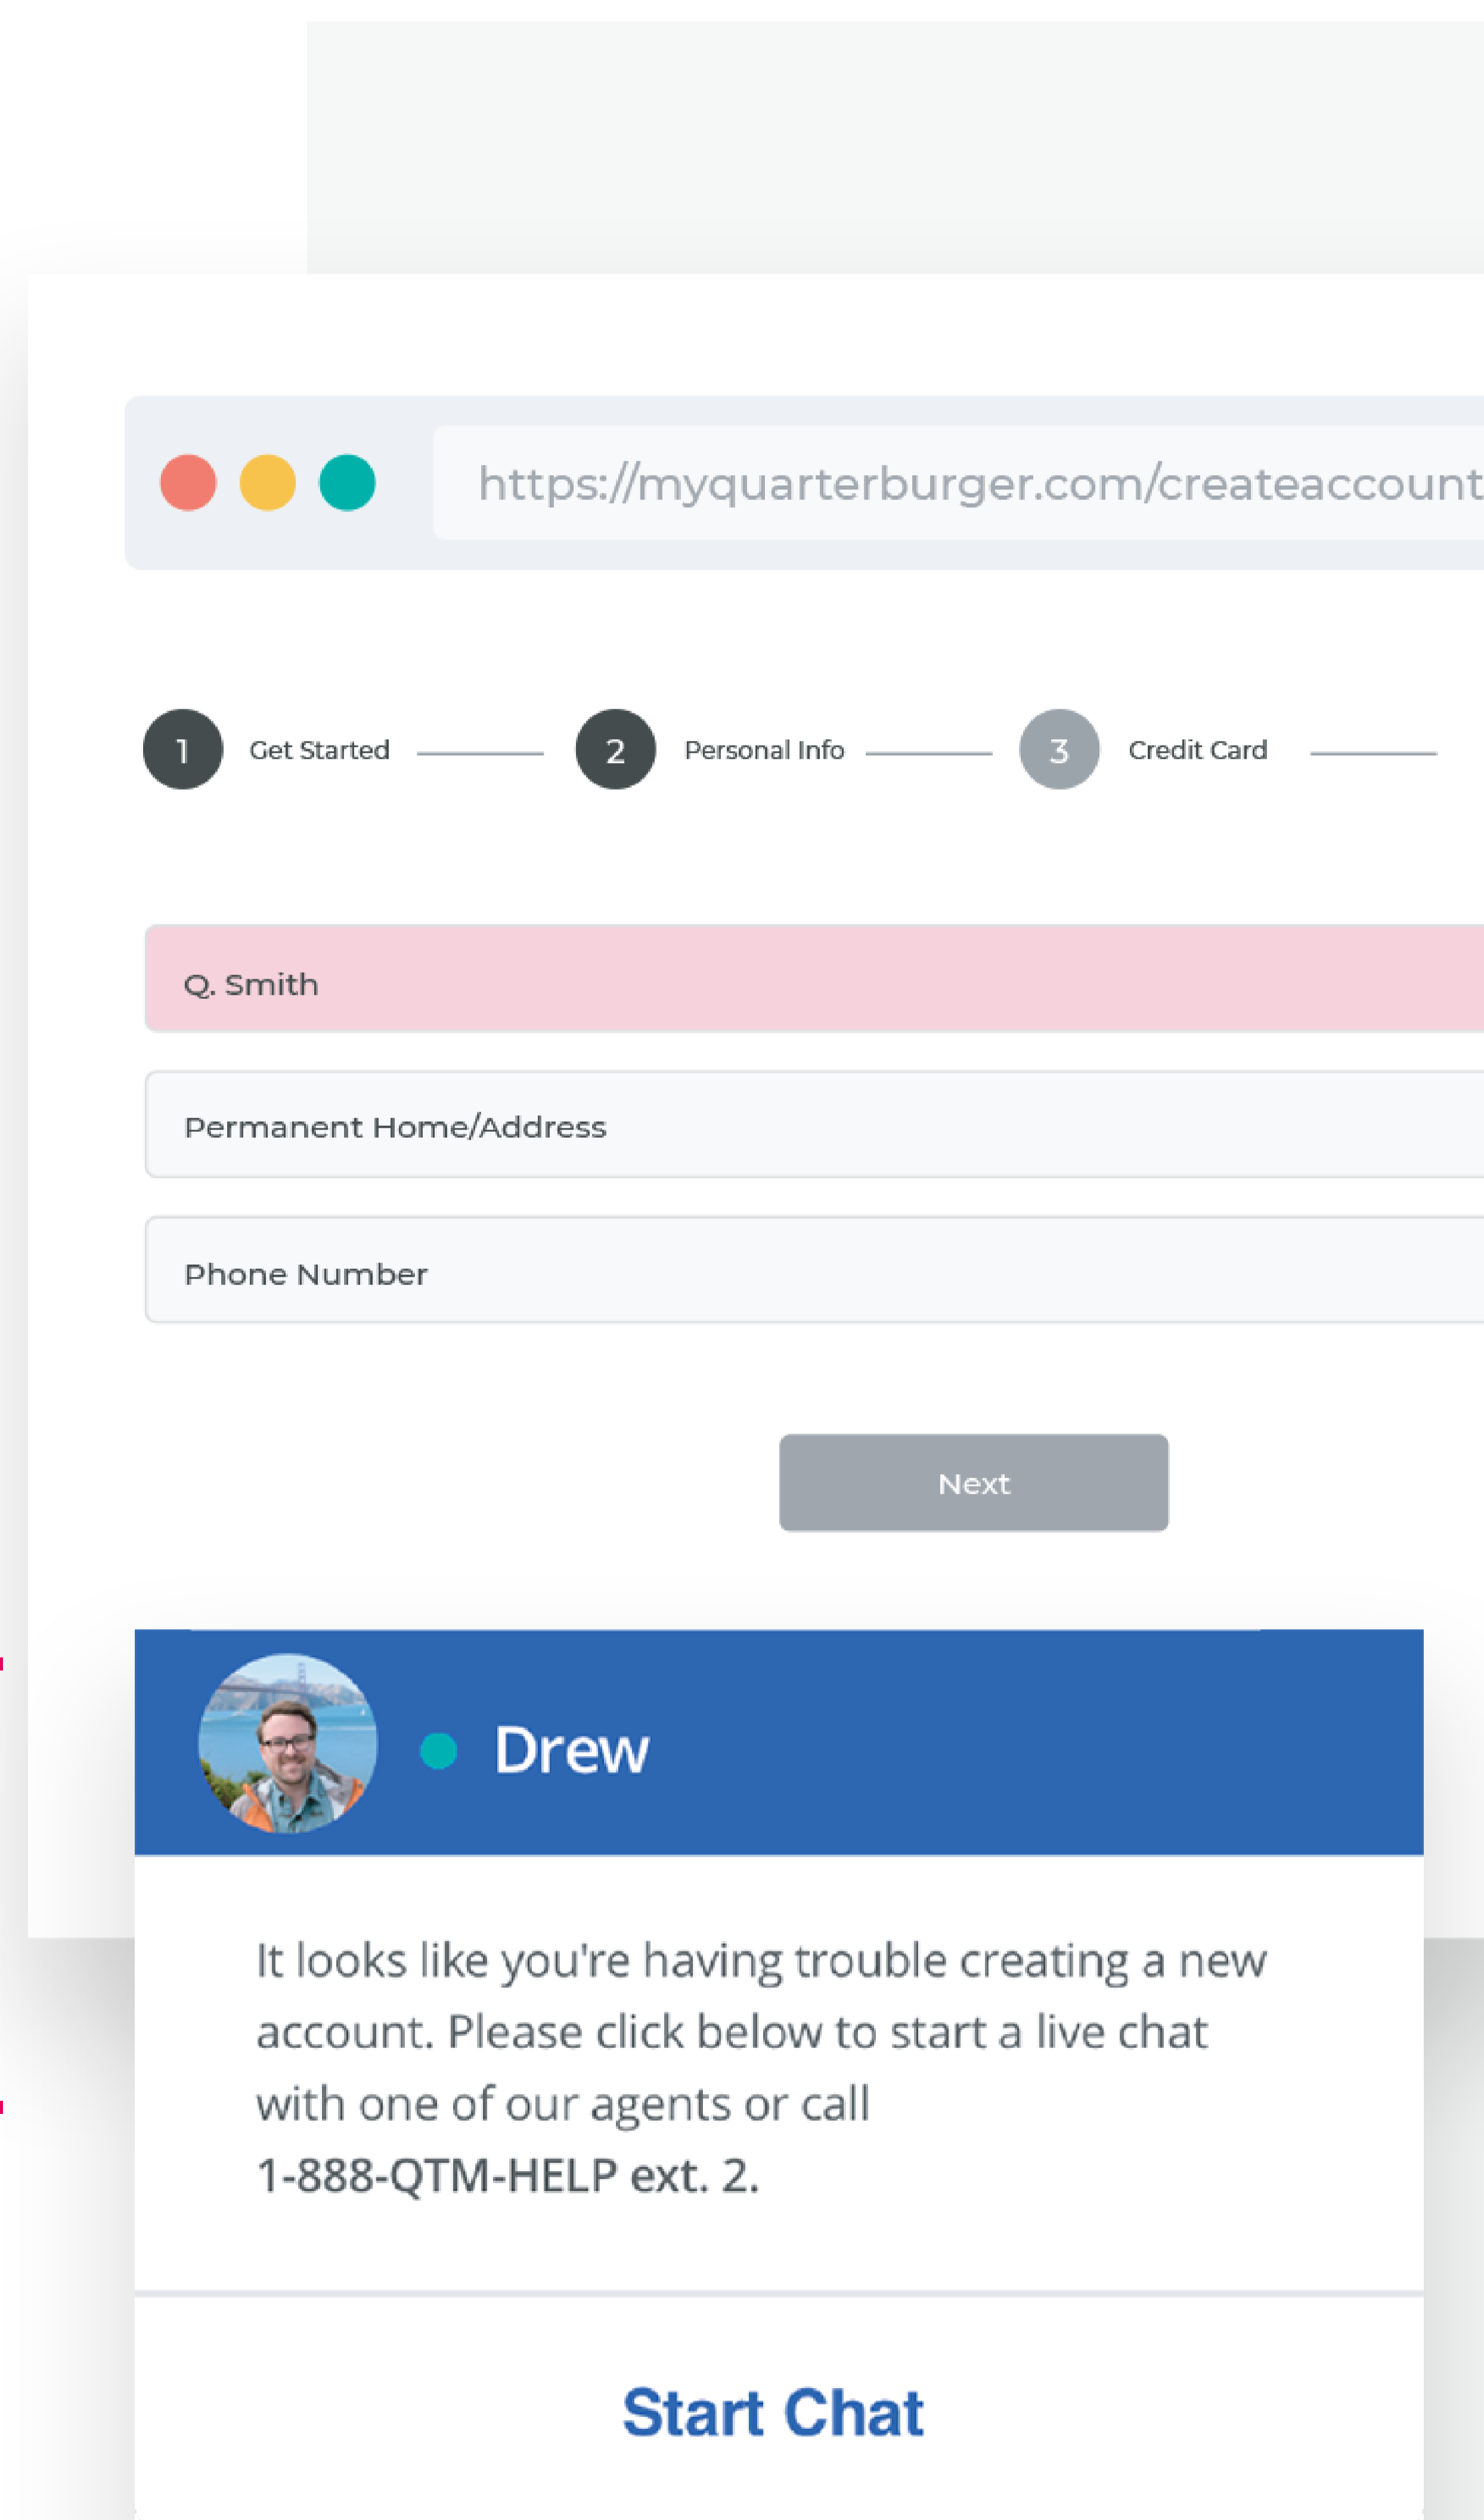 https://myquarterburger.com/createaccount
1 Get Started 2 Personal Info 3 Credit Card
Q. Smith
Permanent Home/Address
Phone Number
Next
Drew
It looks like you're having trouble creating a new
account. Please click below to start a live chat
with one of our agents or call
1-888-QTM-HELP ext. 2.
Start Chat